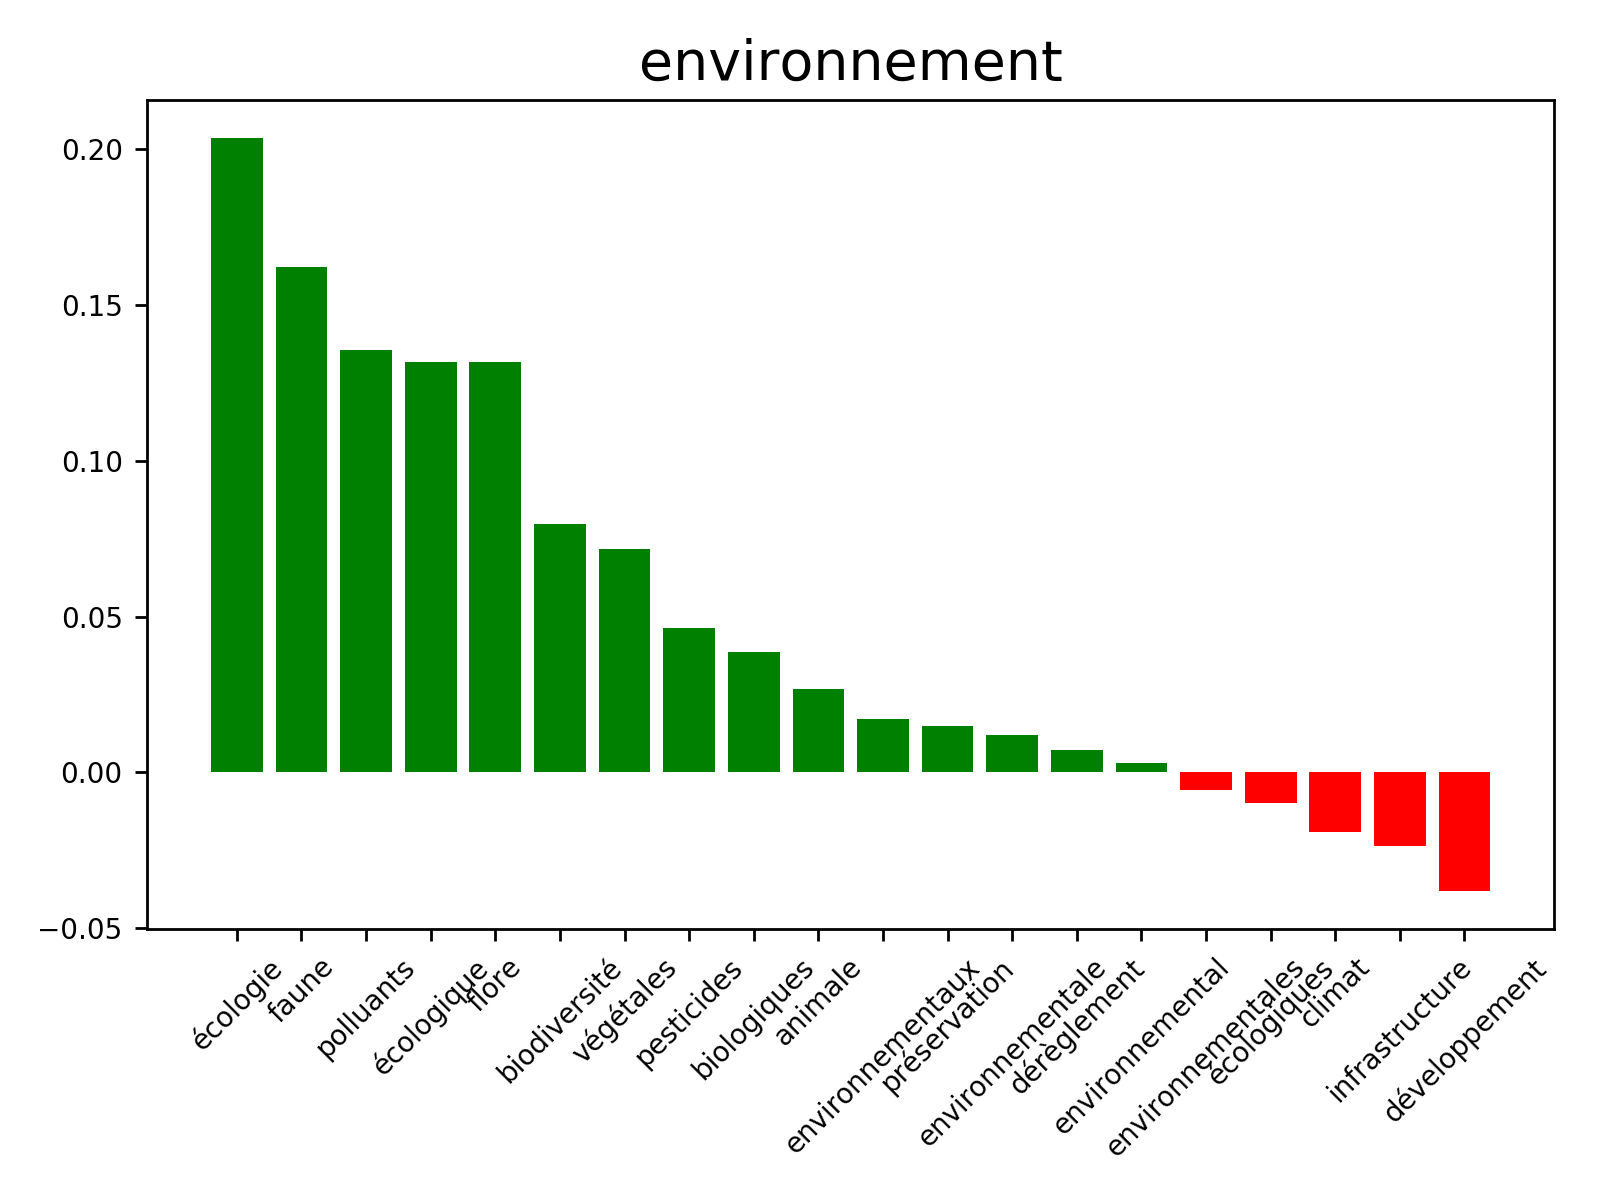 environnement
0.20
0.15
0.10
0.05
0.00
−0.05
écologie
faune
polluants
écologique
flore
biodiversité
végétales
pesticides
biologiques
animale
environnementaux
préservation
environnementale
dérèglement
environnemental
environnementales
écologiques
climat
infrastructure
développement